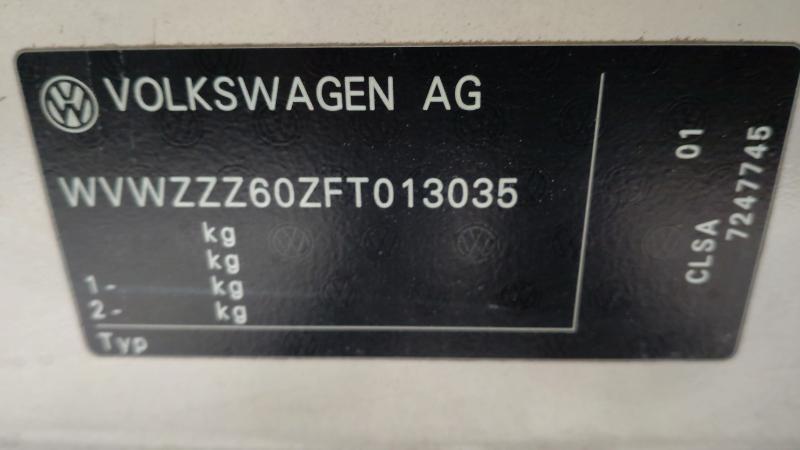 VOLKSWAGEN AG
WVWZZZ60ZFT013035
kg
kg
1- kg
2- kg
Typ
01
CLSA
7247745